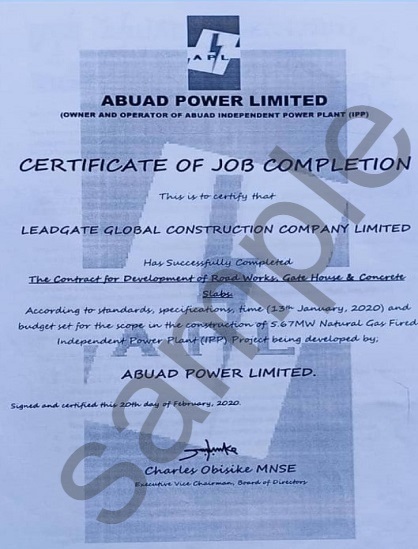 APL
ABUAD POWER LIMITED
(OWNER AND OPERATOR OF ABUAD INDEPENDENT POWER PLANT (IPP)
CERTIFICATE OF JOB COMPLETION
This is to certify that
LEADGATE GLOBAL CONSTRUCTION COMPANY LIMITED
Has Successfully Completed
The Contract for Development of Road Works, Gate House & Concrete
Slabs
According to standards, specifications, time (13th January, 2020) and
budget set for the scope in the construction of 5.67MW Natural Gas Fired
Independent Power Plant (IPP) Project being developed by;
APL
ABUAD POWER LIMITED.
Signed and certified this 20th day of February, 2020.
Charles Obisike MNSE
Executive Vice Chairman, Board of Directors
sample